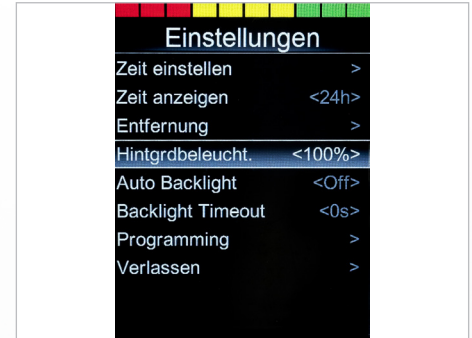 Einstellungen
Zeit einstellen >
Zeit anzeigen <24h>
Entfernung >
Hintgrdbeleucht. <100%>
Auto Backlight <Off>
Backlight Timeout <0s>
Programming >
Verlassen >